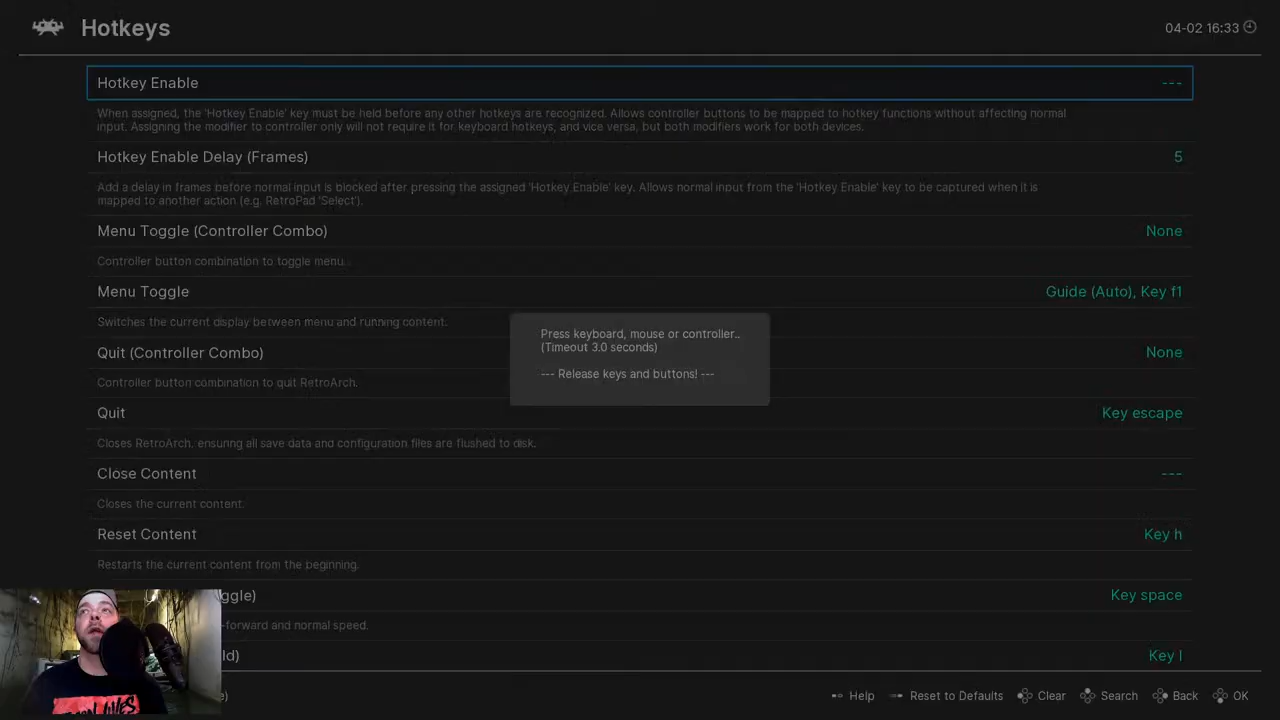 Hotkeys
04-02 16:33
Hotkey Enable
---
When assigned, the 'Hotkey Enable' key must be held before any other hotkeys are recognized. Allows controller buttons to be mapped to hotkey functions without affecting normal
input. Assigning the modifier to controller only will not require it for keyboard hotkeys, and vice versa, but both modifiers work for both devices.
Hotkey Enable Delay (Frames)
5
Add a delay in frames before normal input is blocked after pressing the assigned 'Hotkey Enable' key. Allows normal input from the 'Hotkey Enable' key to be captured when it is
mapped to another action (e.g. RetroPad 'Select').
Menu Toggle (Controller Combo)
None
Controller button combination to toggle menu.
Menu Toggle
Guide (Auto), Key f1
Switches the current display between menu and running content.
Press keyboard, mouse or controller..
(Timeout 3.0 seconds)
--- Release keys and buttons! ---
Quit (Controller Combo)
None
Controller button combination to quit RetroArch.
Quit
Key escape
Closes RetroArch, ensuring all save data and configuration files are flushed to disk.
Close Content
---
Closes the current content.
Reset Content
Key h
Restarts the current content from the beginning.
ggle)
Key space
-forward and normal speed.
ld)
Key l
Help
Reset to Defaults
Clear
Search
Back
OK